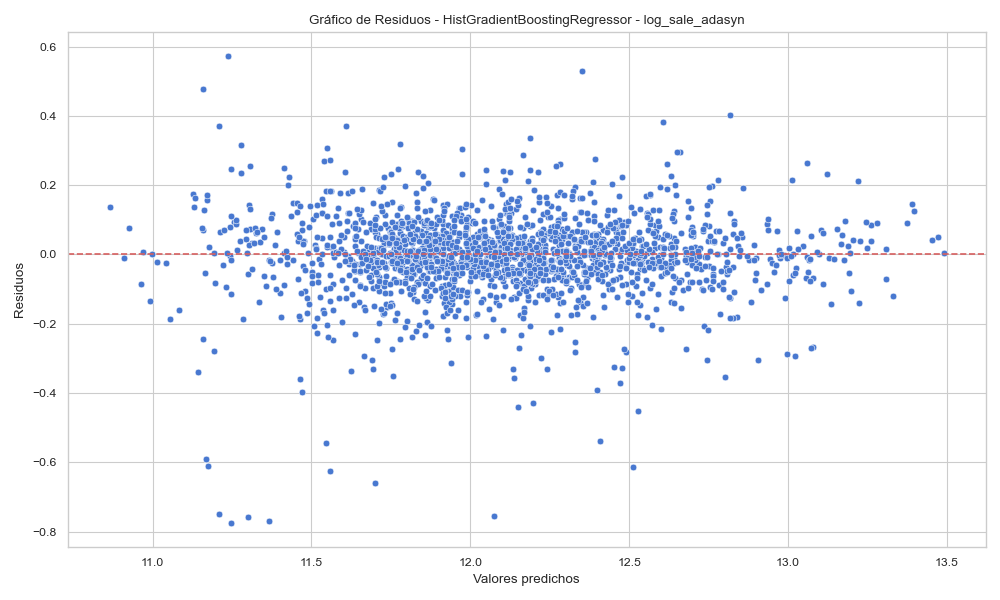 Gráfico de Residuos - HistGradientBoostingRegressor - log_sale_adasyn
0.6
0.4
0.2
0.0
−0.2
−0.4
−0.6
−0.8
Residuos
11.0 11.5 12.0 12.5 13.0 13.5
Valores predichos